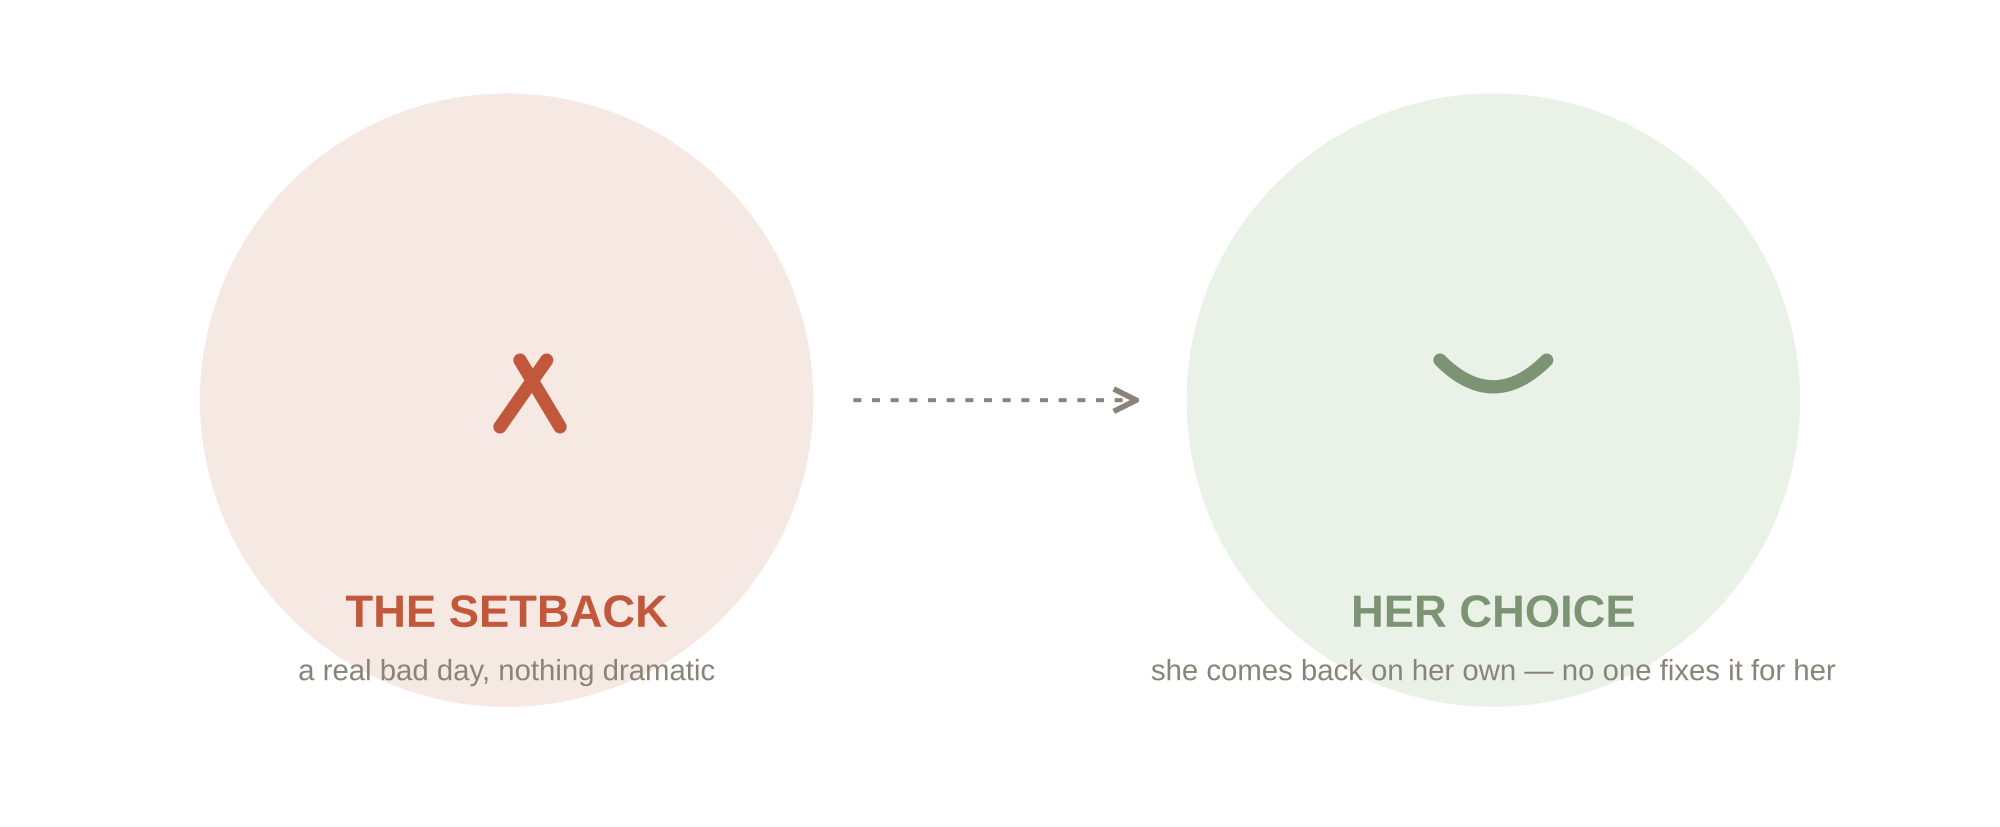 THE SETBACK
a real bad day, nothing dramatic
HER CHOICE
she comes back on her own — no one fixes it for her